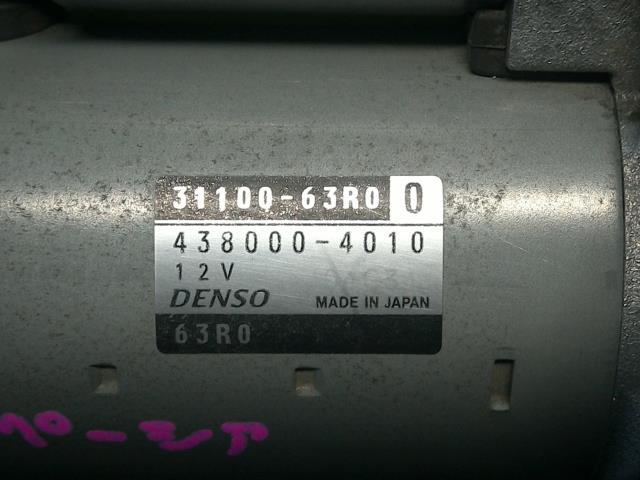 31100-63R0 0
438000-4010
12V
DENSO MADE IN JAPAN
63R0